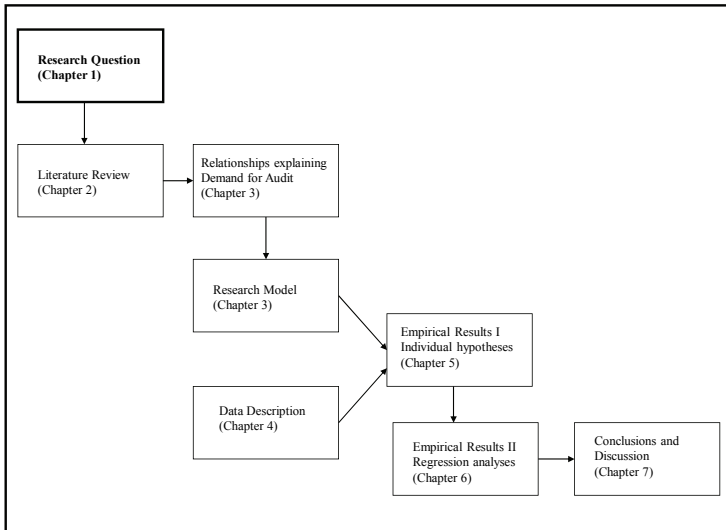 Research Question
(Chapter 1)
Literature Review
(Chapter 2)
Relationships explaining
Demand for Audit
(Chapter 3)
Research Model
(Chapter 3)
Data Description
(Chapter 4)
Empirical Results I
Individual hypotheses
(Chapter 5)
Empirical Results II
Regression analyses
(Chapter 6)
Conclusions and
Discussion
(Chapter 7)